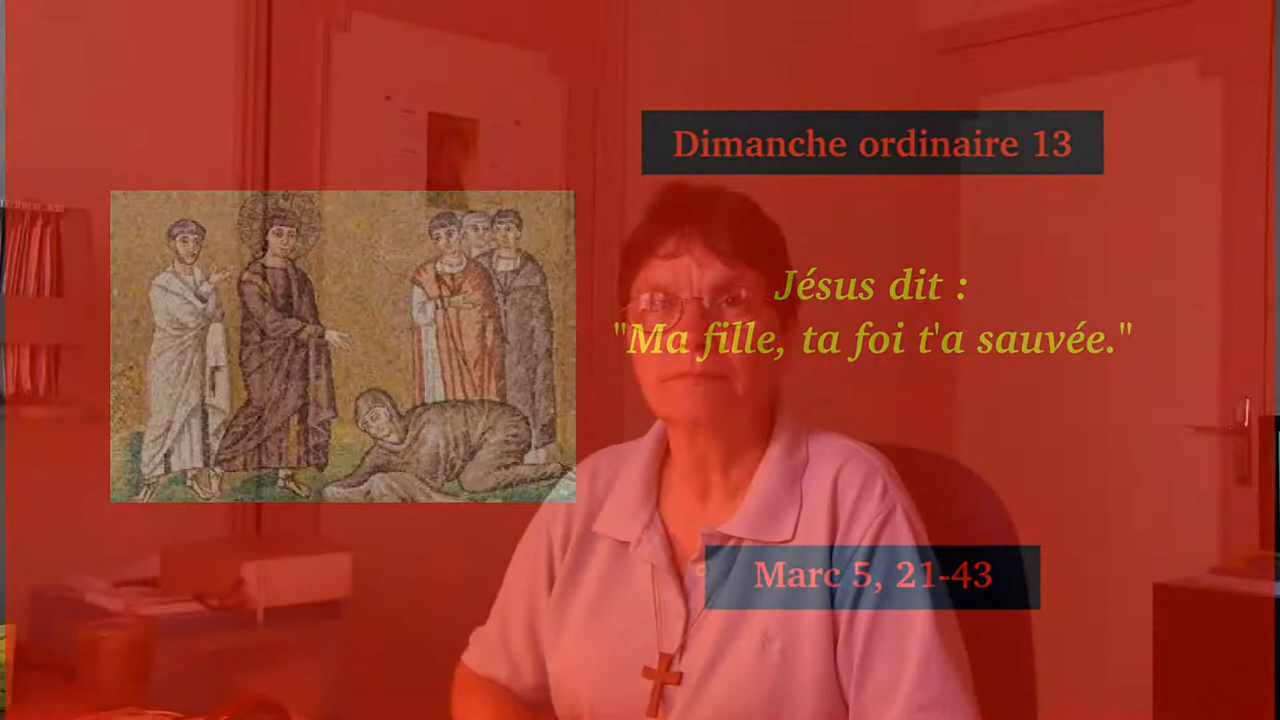 Dimanche ordinaire 13
Jésus dit :
"Ma fille, ta foi t'a sauvée."
Marc 5, 21-43